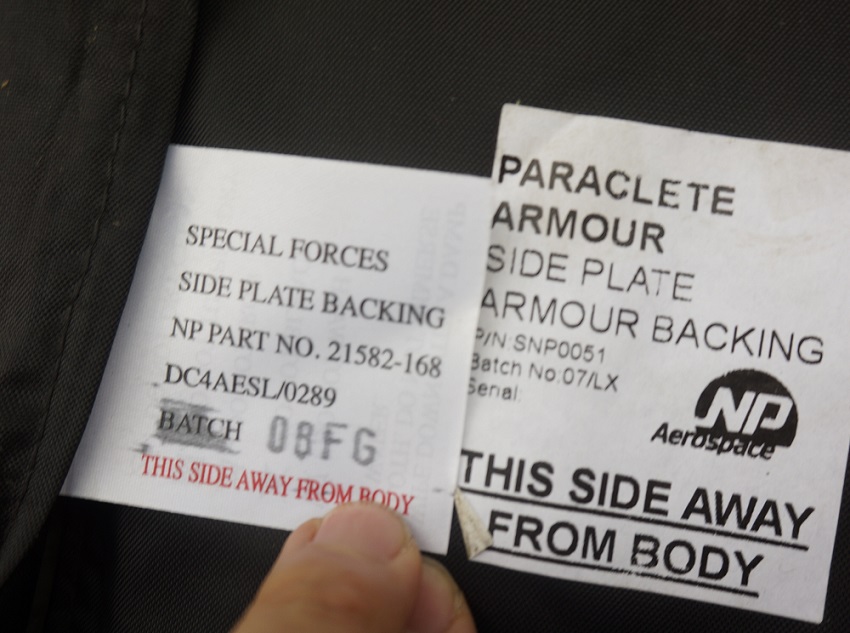 SPECIAL FORCES
SIDE PLATE BACKING
NP PART NO. 21582-168
DC4AESL/0289
BATCH 08FG
THIS SIDE AWAY FROM BODY
PARACLETE
ARMOUR
SIDE PLATE
ARMOUR BACKING
P/N:SNP0051
Batch No:07/LX
Serial:
NP
Aerospace
THIS SIDE AWAY
FROM BODY